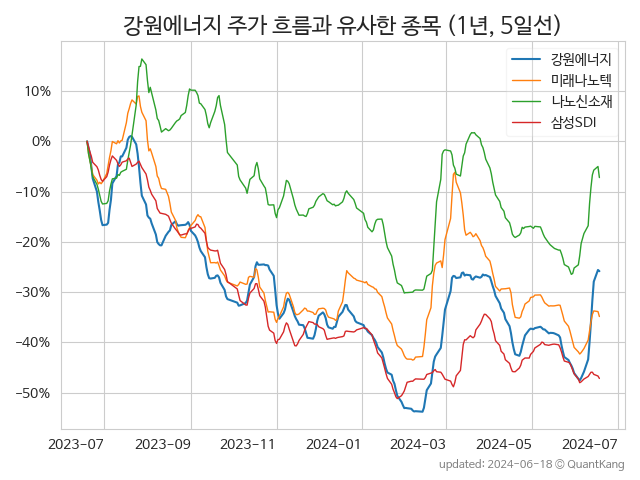 강원에너지 주가 흐름과 유사한 종목 (1년, 5일선)
강원에너지
미래나노텍
나노신소재
삼성SDI
10%
0%
−10%
−20%
−30%
−40%
−50%
2023-07 2023-09 2023-11 2024-01 2024-03 2024-05 2024-07
updated: 2024-06-18 © QuantKang